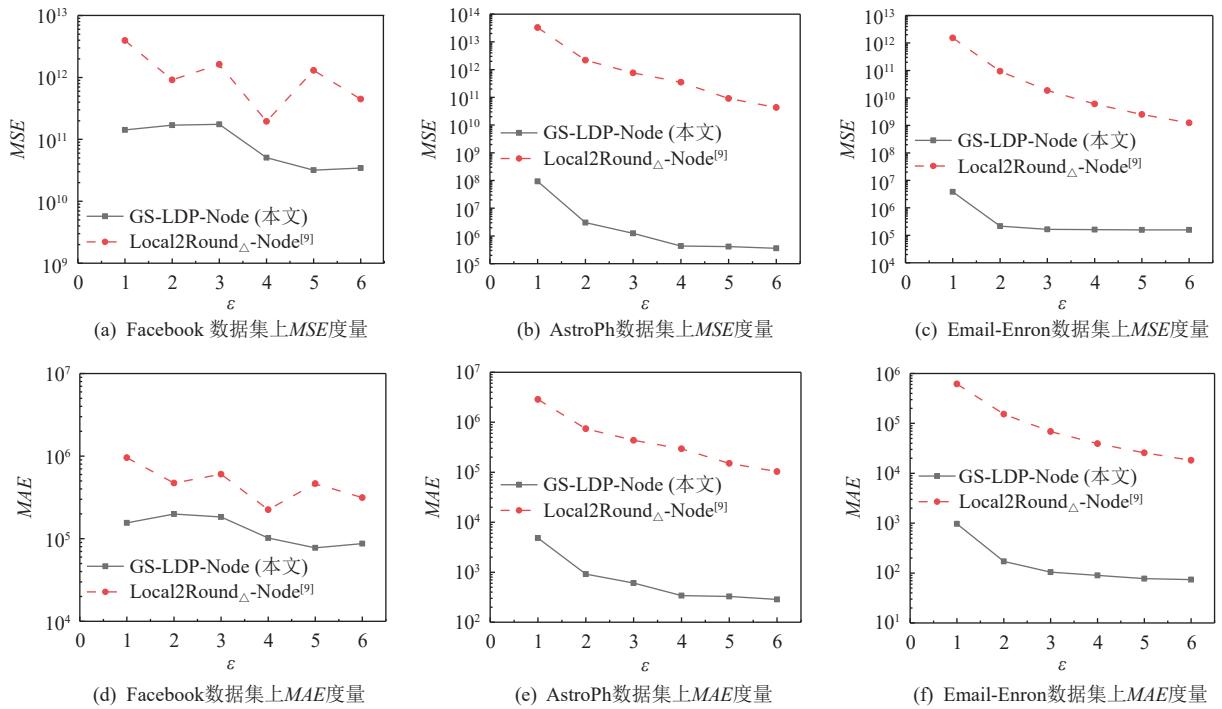 10^13
10^12
10^11
10^10
10^9
MSE
GS-LDP-Node (本文)
Local2Round△-Node[9]
0 1 2 3 4 5 6
ε
(a) Facebook 数据集上MSE度量
10^14
10^13
10^12
10^11
10^10
10^9
10^8
10^7
10^6
10^5
MSE
GS-LDP-Node (本文)
Local2Round△-Node[9]
0 1 2 3 4 5 6
ε
(b) AstroPh数据集上MSE度量
10^13
10^12
10^11
10^10
10^9
10^8
10^7
10^6
10^5
10^4
MSE
GS-LDP-Node (本文)
Local2Round△-Node[9]
0 1 2 3 4 5 6
ε
(c) Email-Enron数据集上MSE度量
10^7
10^6
10^5
10^4
MAE
GS-LDP-Node (本文)
Local2Round△-Node[9]
0 1 2 3 4 5 6
ε
(d) Facebook数据集上MAE度量
10^7
10^6
10^5
10^4
10^3
10^2
MAE
GS-LDP-Node (本文)
Local2Round△-Node[9]
0 1 2 3 4 5 6
ε
(e) AstroPh数据集上MAE度量
10^6
10^5
10^4
10^3
10^2
10^1
MAE
GS-LDP-Node (本文)
Local2Round△-Node[9]
0 1 2 3 4 5 6
ε
(f) Email-Enron数据集上MAE度量